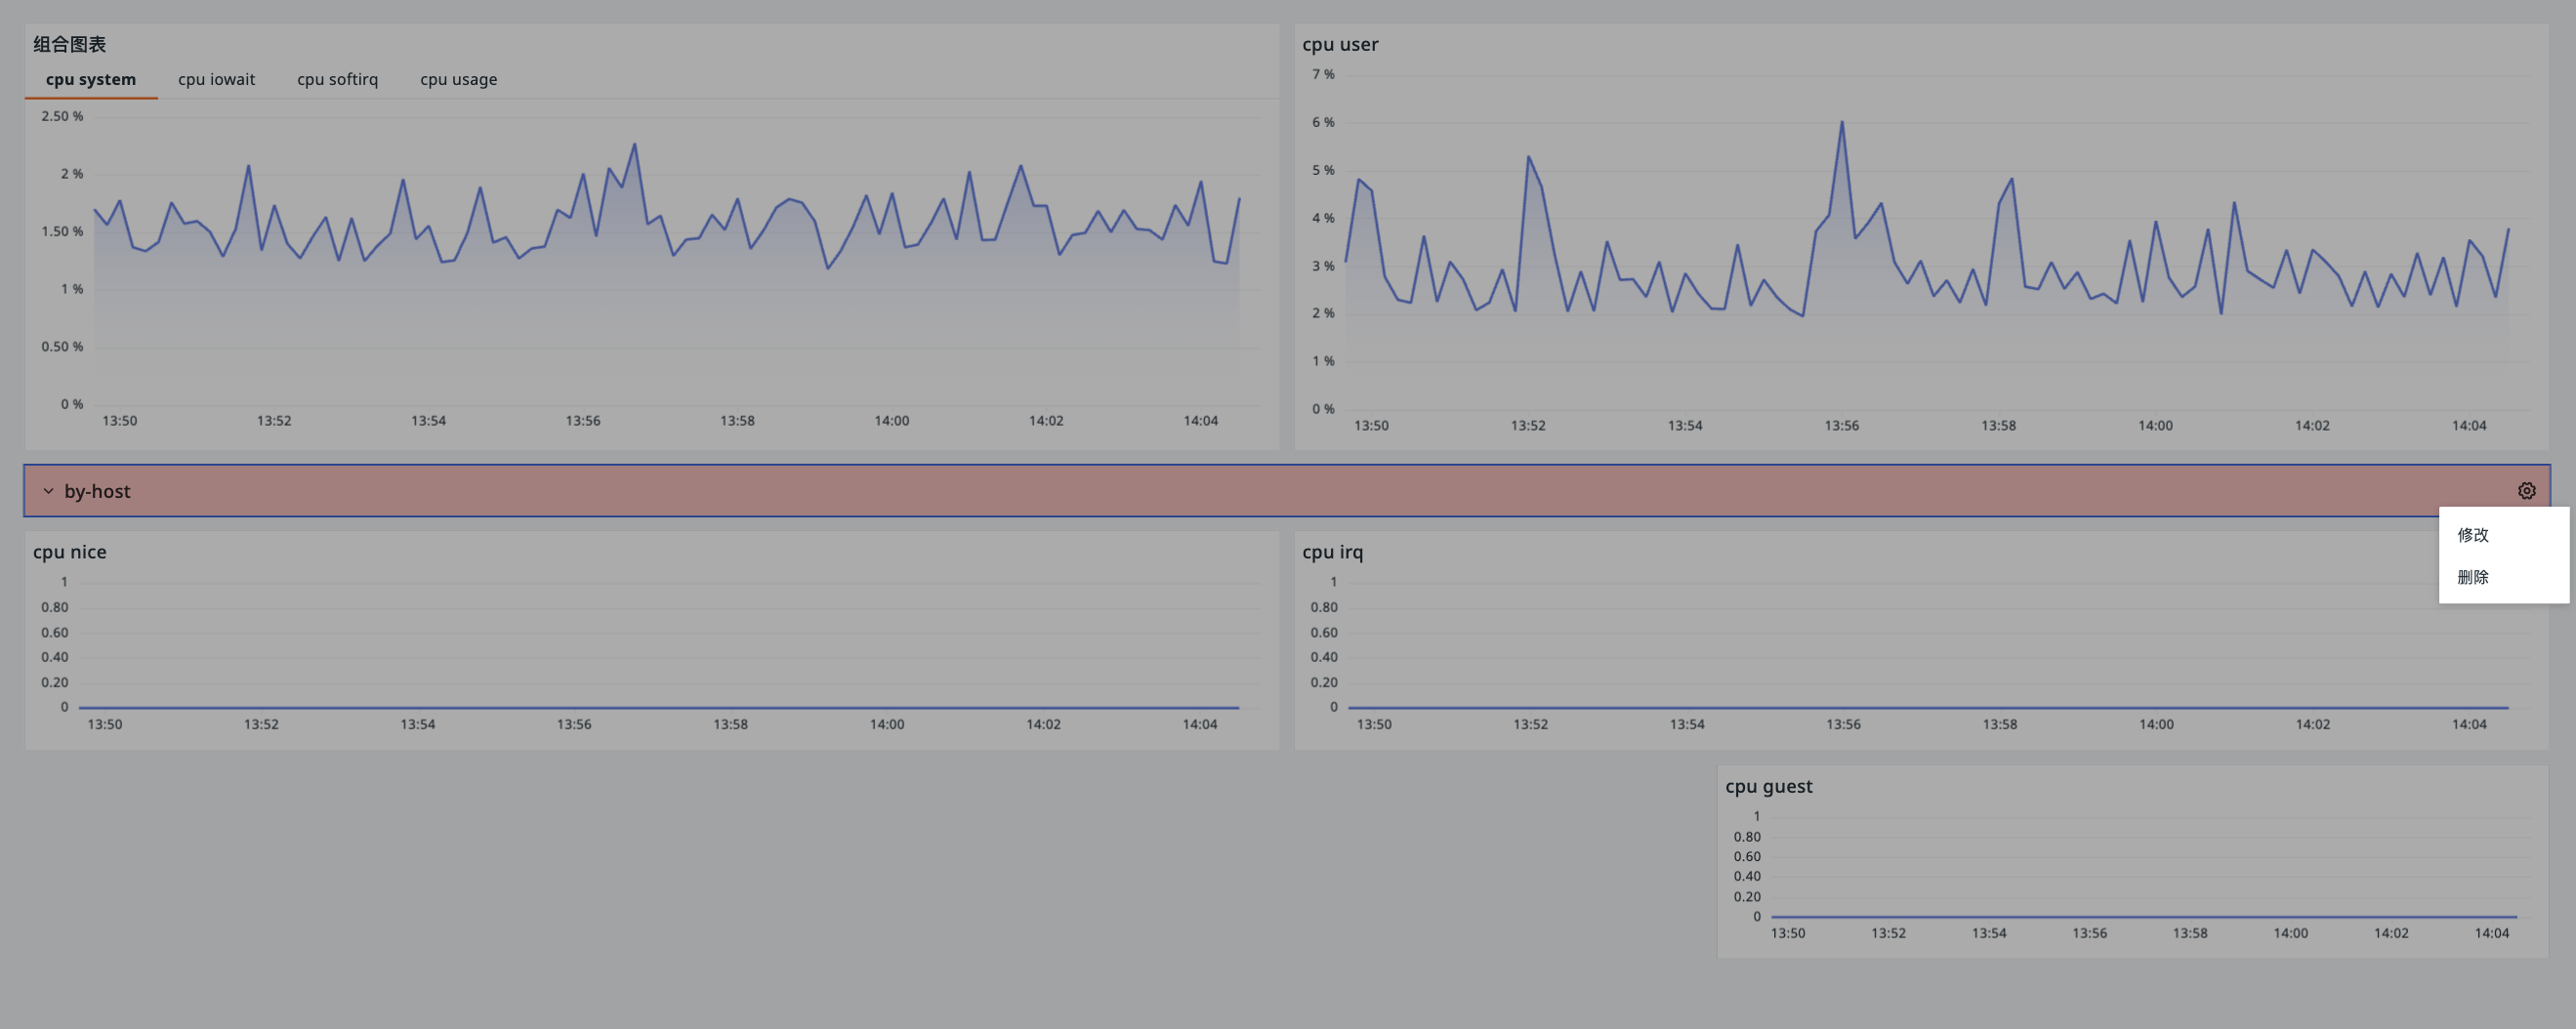 组合图表
cpu system cpu iowait cpu softirq cpu usage
2.50 %
2 %
1.50 %
1 %
0.50 %
0 %
13:50 13:52 13:54 13:56 13:58 14:00 14:02 14:04
cpu user
7 %
6 %
5 %
4 %
3 %
2 %
1 %
0 %
13:50 13:52 13:54 13:56 13:58 14:00 14:02 14:04
by-host
修改
删除
cpu nice
1
0.80
0.60
0.40
0.20
0
13:50 13:52 13:54 13:56 13:58 14:00 14:02 14:04
cpu irq
1
0.80
0.60
0.40
0.20
0
13:50 13:52 13:54 13:56 13:58 14:00 14:02 14:04
cpu guest
1
0.80
0.60
0.40
0.20
0
13:50 13:52 13:54 13:56 13:58 14:00 14:02 14:04